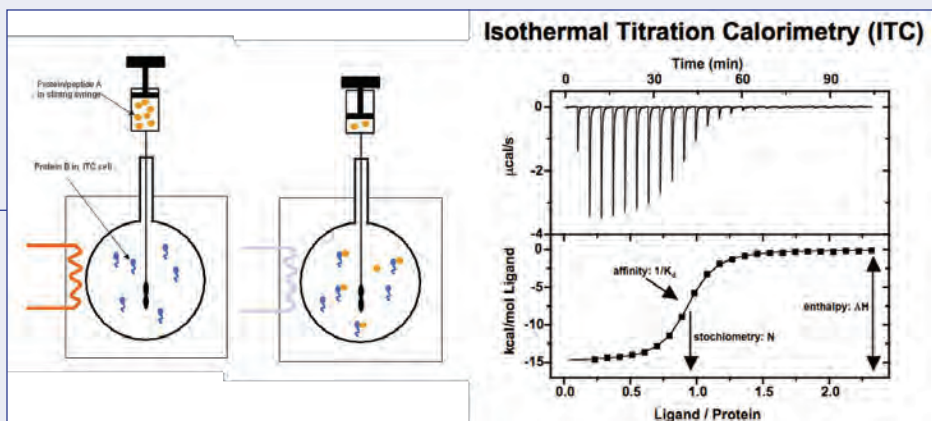 Protein/peptide A
in stirring syringe
Protein B in ITC cell
Isothermal Titration Calorimetry (ITC)
Time (min)
0 30 60 90
0
-2
-4
µcal/s
0
-5
-10
-15
kcal/mol Ligand
affinity: 1/Kd
stochiometry: N
enthalpy: ΔH
0.0 0.5 1.0 1.5 2.0
Ligand / Protein